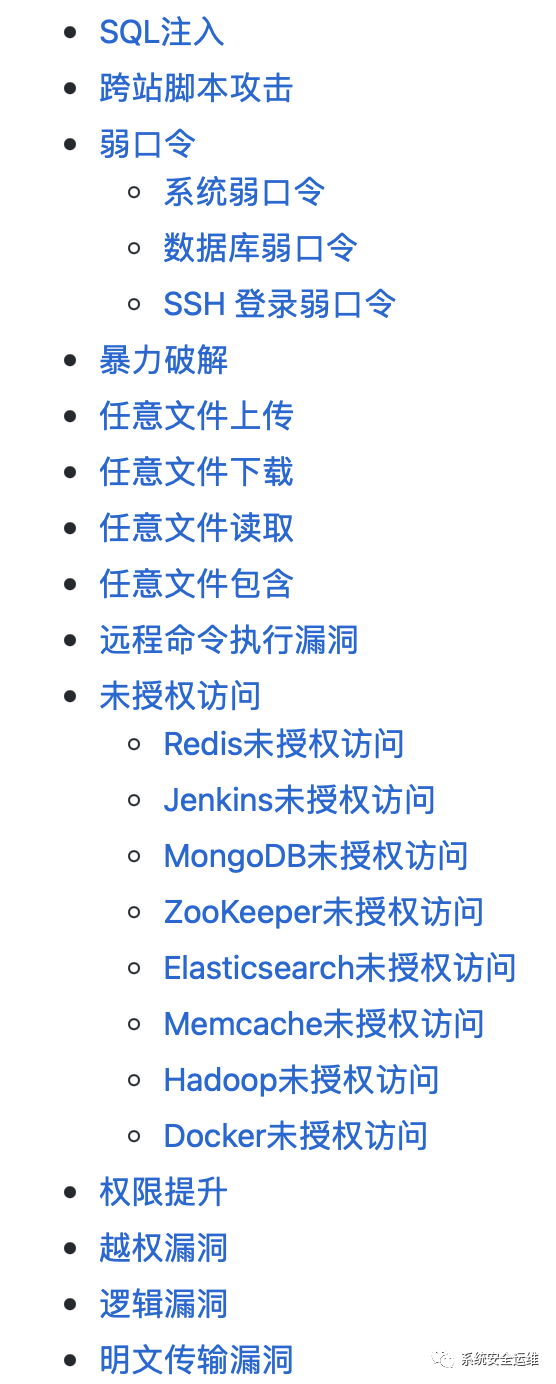 SQL注入
跨站脚本攻击
弱口令
系统弱口令
数据库弱口令
SSH 登录弱口令
暴力破解
任意文件上传
任意文件下载
任意文件读取
任意文件包含
远程命令执行漏洞
未授权访问
Redis未授权访问
Jenkins未授权访问
MongoDB未授权访问
ZooKeeper未授权访问
Elasticsearch未授权访问
Memcache未授权访问
Hadoop未授权访问
Docker未授权访问
权限提升
越权漏洞
逻辑漏洞
明文传输漏洞
系统安全运维